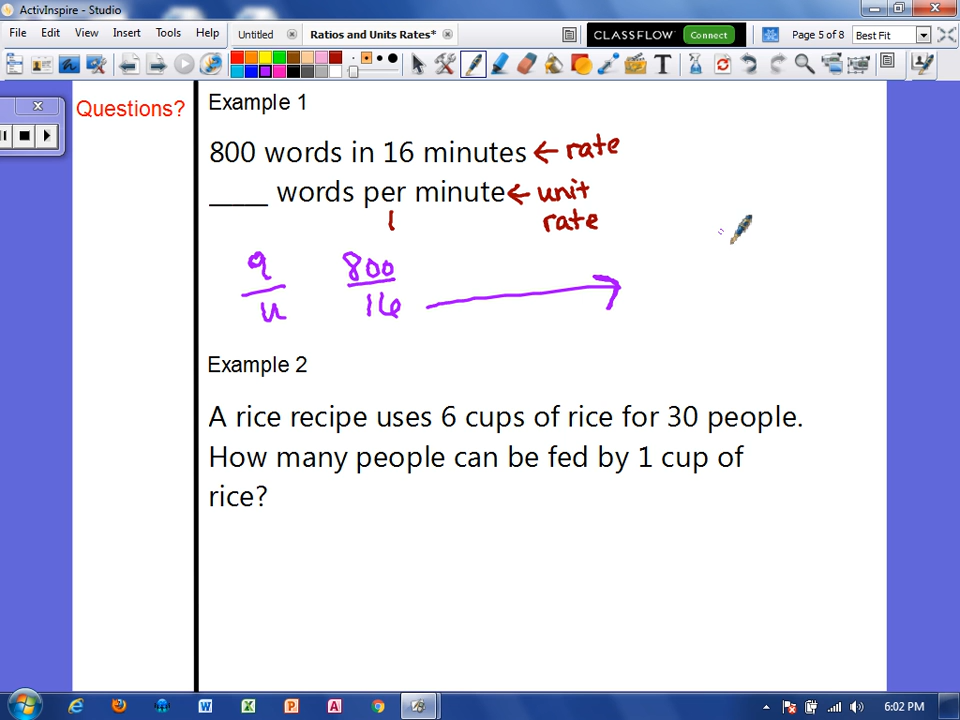 ActivInspire - Studio
File Edit View Insert Tools Help
Untitled
Ratios and Units Rates*
CLASSFLOW Connect
Page 5 of 8
Best Fit
Questions?
Example 1
800 words in 16 minutes ← rate
_____ words per minute ← unit
1 rate
a 800
u 16
Example 2
A rice recipe uses 6 cups of rice for 30 people.
How many people can be fed by 1 cup of
rice?
6:02 PM